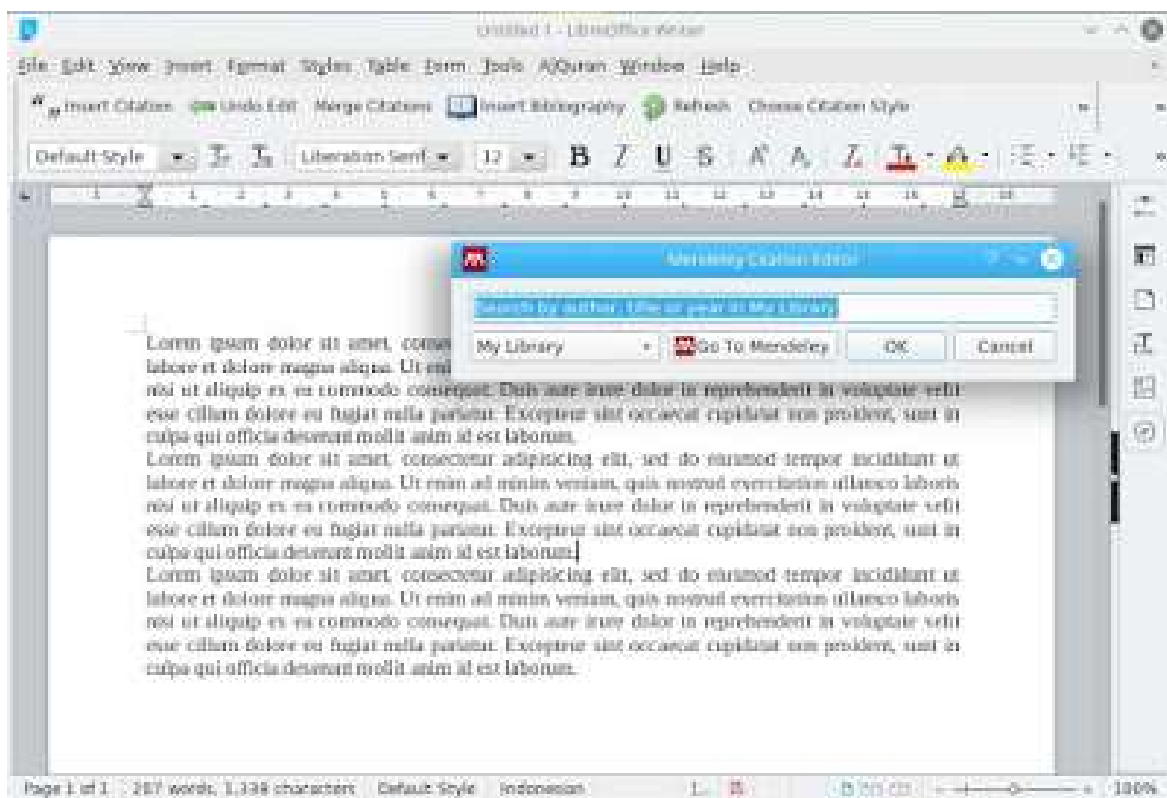 Untitled 1 - LibreOffice Writer
File Edit View Insert Format Styles Table Form Tools AlQuran Window Help
Insert Citation Undo Edit Merge Citations Insert Bibliography Refresh Choose Citation Style
Default Style Liberation Serif 12 B I U S
Mendeley Citation Editor
Search by author, title or year in My Library
My Library Go To Mendeley OK Cancel
Lorem ipsum dolor sit amet,
labore et dolore magna aliqua. Ut
nisi ut aliquip ex ea commodo consequat. Duis aute irure dolor in reprehenderit in voluptate velit
esse cillum dolore eu fugiat nulla pariatur. Excepteur sint occaecat cupidatat non proident, sunt in
culpa qui officia deserunt mollit anim id est laborum.
Lorem ipsum dolor sit amet, consectetur adipisicing elit, sed do eiusmod tempor incididunt ut
labore et dolore magna aliqua. Ut enim ad minim veniam, quis nostrud exercitation ullamco laboris
nisi ut aliquip ex ea commodo consequat. Duis aute irure dolor in reprehenderit in voluptate velit
esse cillum dolore eu fugiat nulla pariatur. Excepteur sint occaecat cupidatat non proident, sunt in
culpa qui officia deserunt mollit anim id est laborum.
Lorem ipsum dolor sit amet, consectetur adipisicing elit, sed do eiusmod tempor incididunt ut
labore et dolore magna aliqua. Ut enim ad minim veniam, quis nostrud exercitation ullamco laboris
nisi ut aliquip ex ea commodo consequat. Duis aute irure dolor in reprehenderit in voluptate velit
esse cillum dolore eu fugiat nulla pariatur. Excepteur sint occaecat cupidatat non proident, sunt in
culpa qui officia deserunt mollit anim id est laborum.
Page 1 of 1 207 words, 1,338 characters Default Style Indonesian 100%